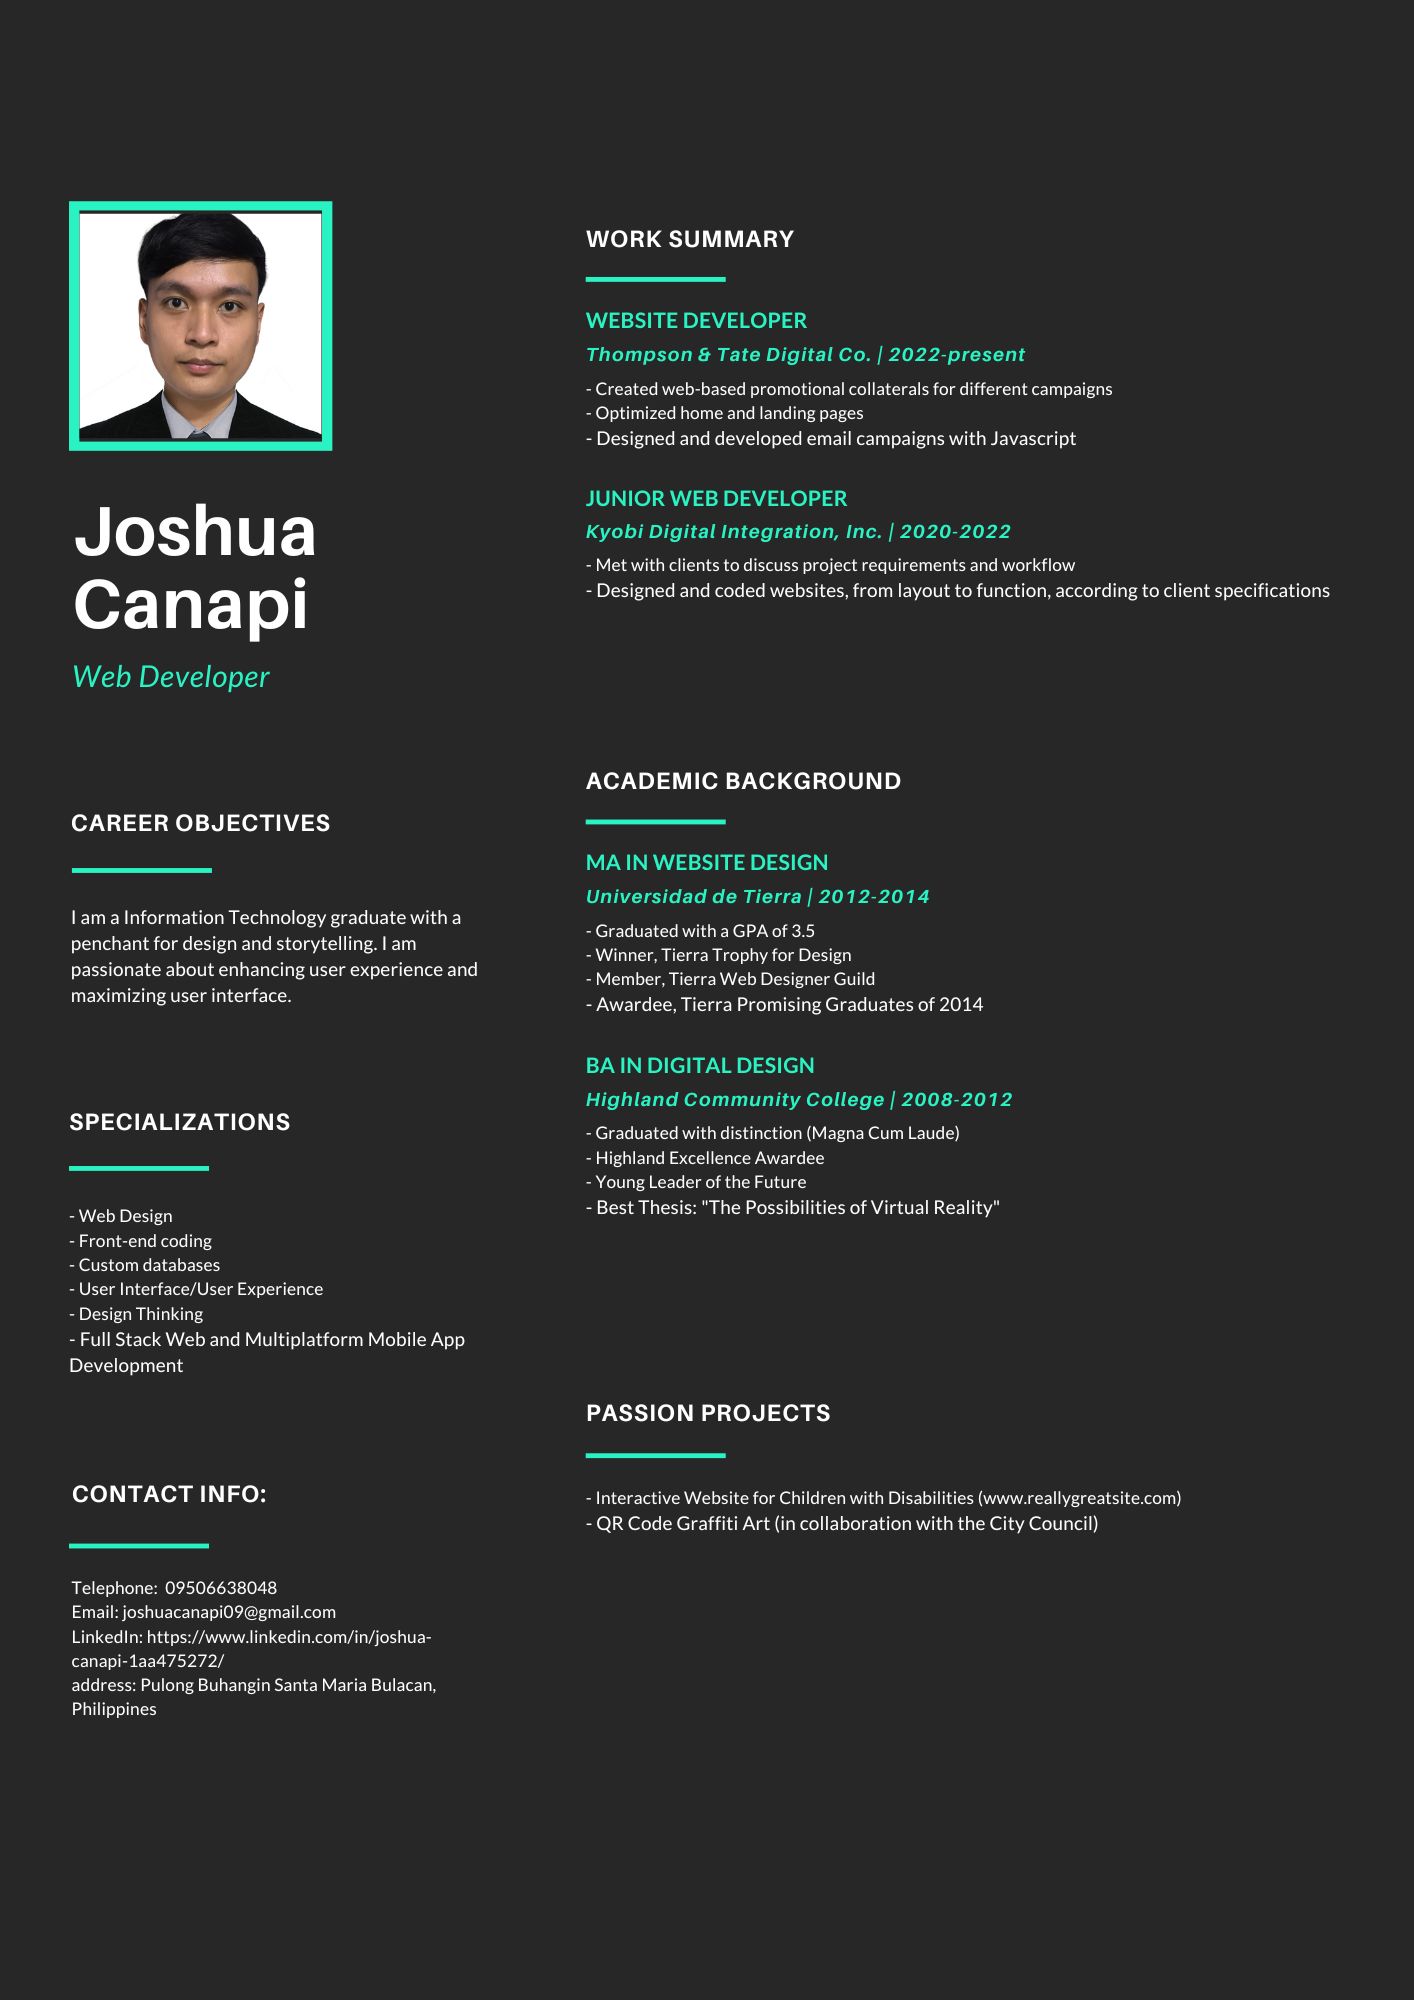 Joshua
Canapi
Web Developer
CAREER OBJECTIVES
I am a Information Technology graduate with a
penchant for design and storytelling. I am
passionate about enhancing user experience and
maximizing user interface.
SPECIALIZATIONS
- Web Design
- Front-end coding
- Custom databases
- User Interface/User Experience
- Design Thinking
- Full Stack Web and Multiplatform Mobile App
Development
CONTACT INFO:
Telephone:  09506638048
Email: joshuacanapi09@gmail.com
LinkedIn: https://www.linkedin.com/in/joshua-
canapi-1aa475272/
address: Pulong Buhangin Santa Maria Bulacan,
Philippines
WORK SUMMARY
WEBSITE DEVELOPER
Thompson & Tate Digital Co. | 2022-present
- Created web-based promotional collaterals for different campaigns
- Optimized home and landing pages
- Designed and developed email campaigns with Javascript
JUNIOR WEB DEVELOPER
Kyobi Digital Integration, Inc. | 2020-2022
- Met with clients to discuss project requirements and workflow
- Designed and coded websites, from layout to function, according to client specifications
ACADEMIC BACKGROUND
MA IN WEBSITE DESIGN
Universidad de Tierra | 2012-2014
- Graduated with a GPA of 3.5
- Winner, Tierra Trophy for Design
- Member, Tierra Web Designer Guild
- Awardee, Tierra Promising Graduates of 2014
BA IN DIGITAL DESIGN
Highland Community College | 2008-2012
- Graduated with distinction (Magna Cum Laude)
- Highland Excellence Awardee
- Young Leader of the Future
- Best Thesis: "The Possibilities of Virtual Reality"
PASSION PROJECTS
- Interactive Website for Children with Disabilities (www.reallygreatsite.com)
- QR Code Graffiti Art (in collaboration with the City Council)